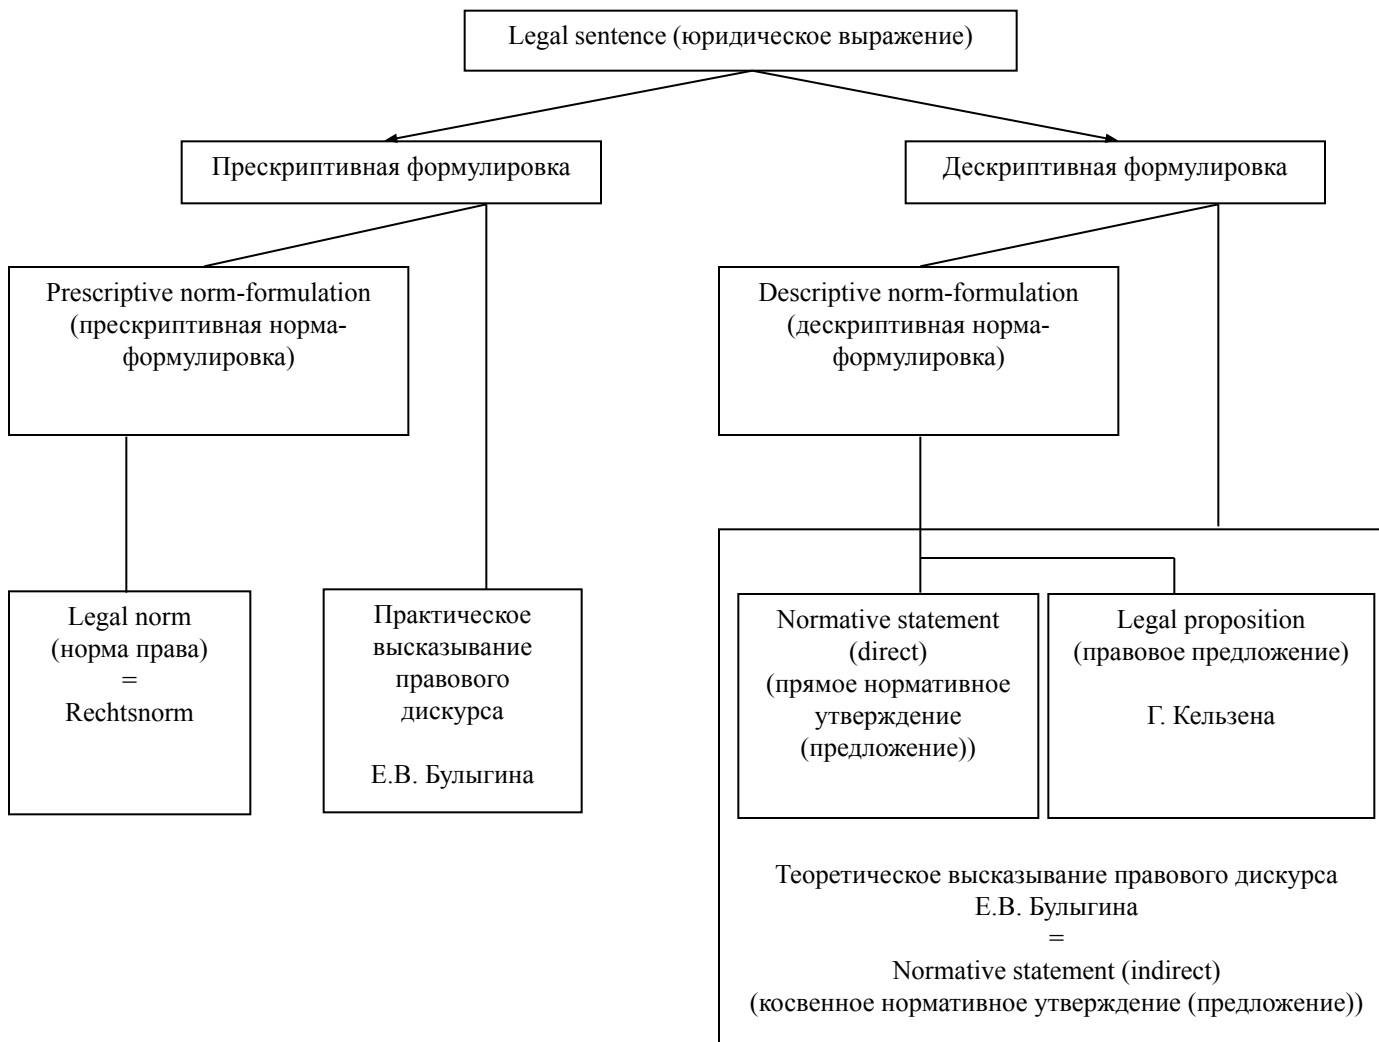 Legal sentence (юридическое выражение)
Прескриптивная формулировка
Дескриптивная формулировка
Prescriptive norm-formulation
(прескриптивная норма-
формулировка)
Descriptive norm-formulation
(дескриптивная норма-
формулировка)
Legal norm
(норма права)
=
Rechtsnorm
Практическое
высказывание
правового
дискурса
Е.В. Булыгина
Normative statement
(direct)
(прямое нормативное
утверждение
(предложение))
Legal proposition
(правовое предложение)
Г. Кельзена
Теоретическое высказывание правового дискурса
Е.В. Булыгина
=
Normative statement (indirect)
(косвенное нормативное утверждение (предложение))